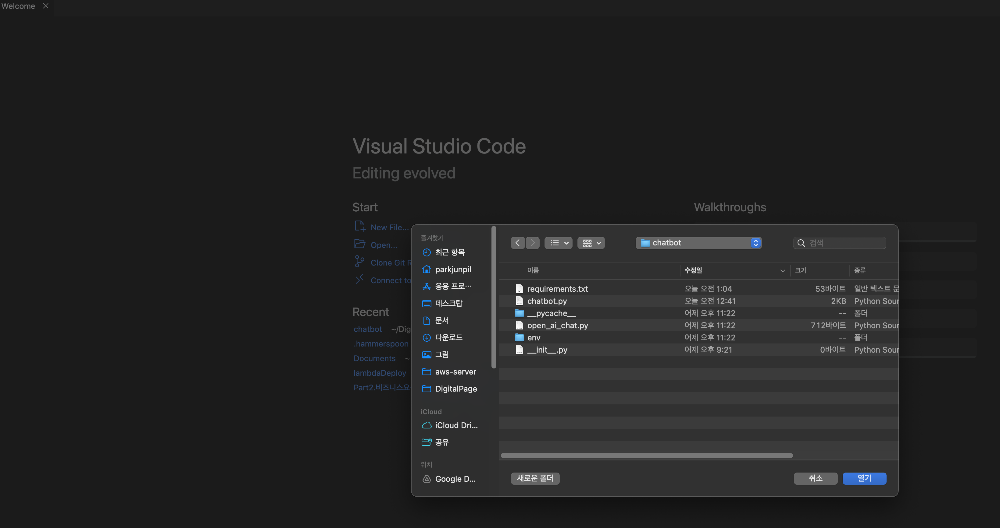 Welcome
Visual Studio Code
Editing evolved
Start
New File...
Open...
Clone Git R
Connect to
Recent
chatbot ~/Dig
.hammerspoon
Documents ~
lambdaDeploy
Part2.비즈니스요
Walkthroughs
즐겨찾기
최근 항목
parkjunpil
응용 프로…
데스크탑
문서
다운로드
그림
aws-server
DigitalPage
iCloud
iCloud Dri...
공유
위치
Google D...
chatbot
검색
이름 수정일 크기 종류
requirements.txt 오늘 오전 1:04 53바이트 일반 텍스트 문
chatbot.py 오늘 오전 12:41 2KB Python Sour
__pycache__ 어제 오후 11:22 -- 폴더
open_ai_chat.py 어제 오후 11:22 712바이트 Python Sour
env 어제 오후 11:22 -- 폴더
__init__.py 어제 오후 9:21 0바이트 Python Sour
새로운 폴더 취소 열기